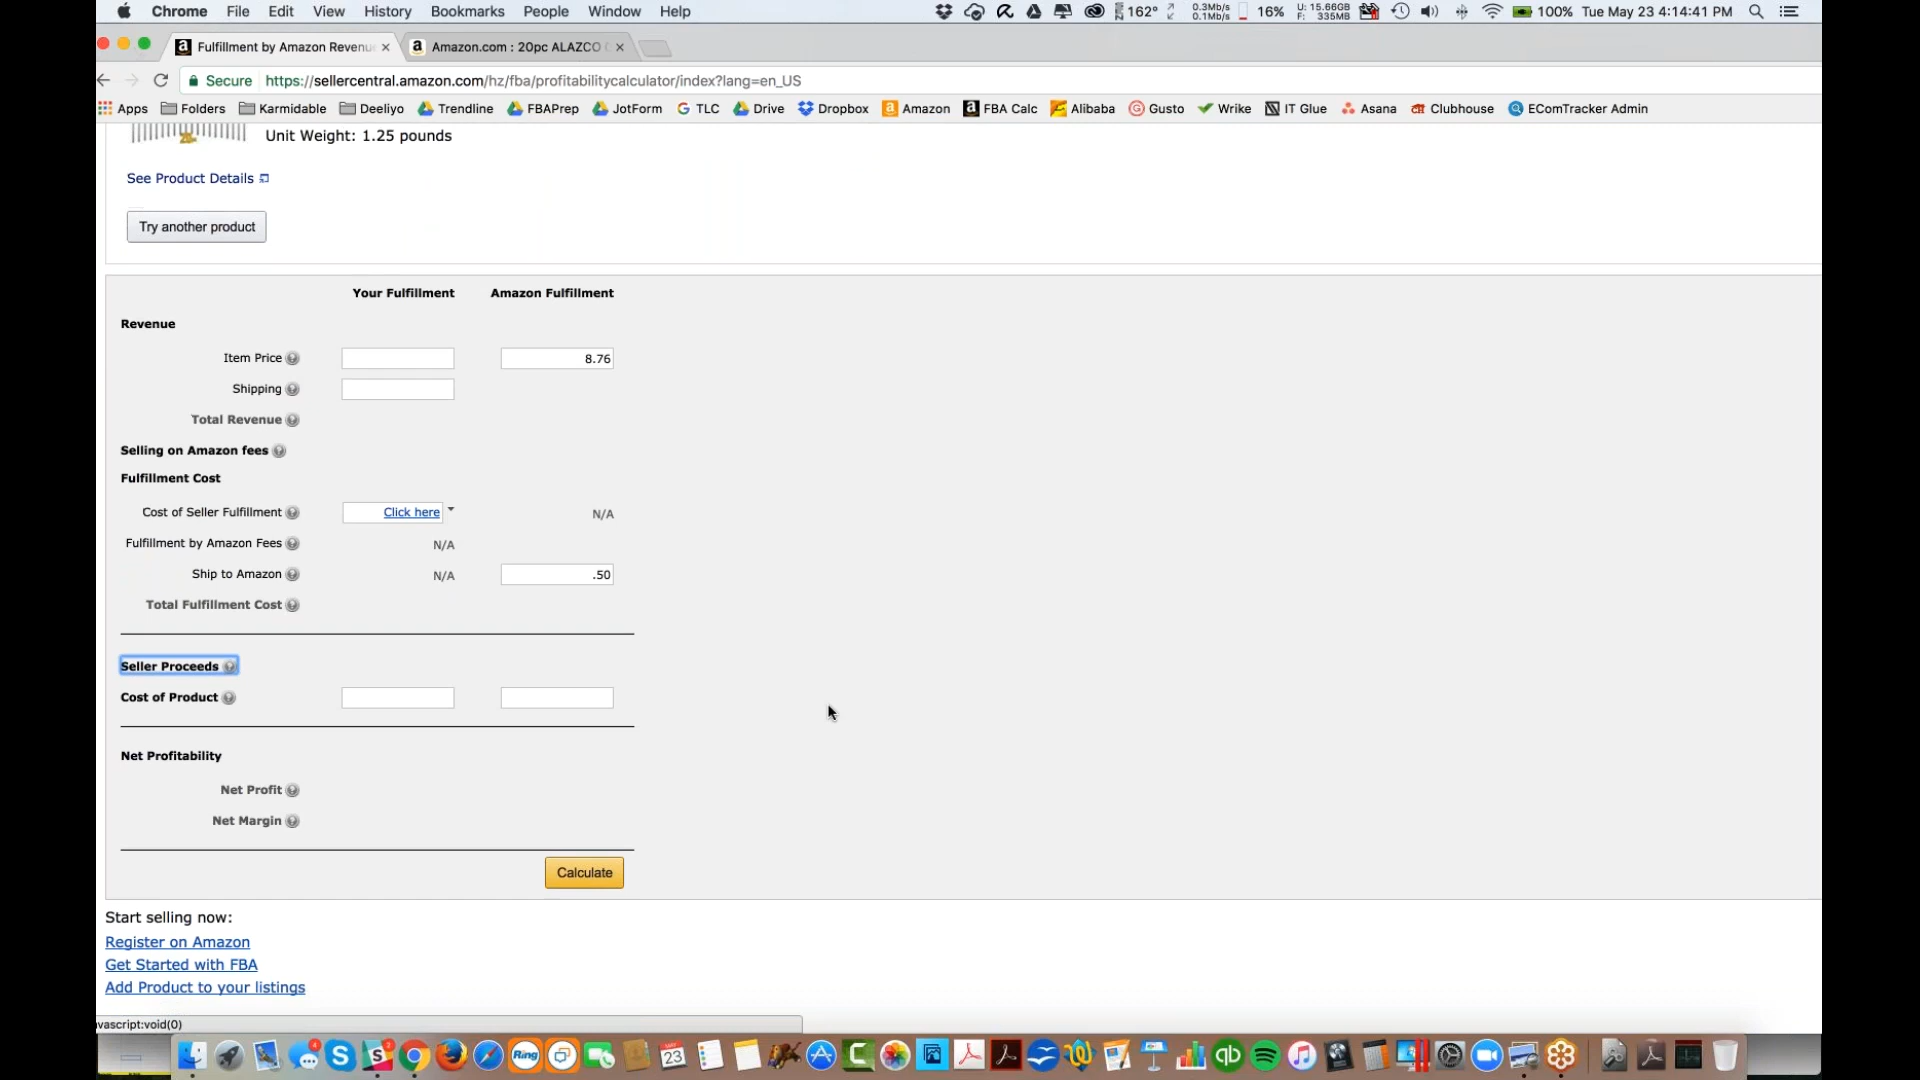 Chrome File Edit View History Bookmarks People Window Help 162° 0.3Mb/s 0.1Mb/s 16% U: 15.66GB F: 335MB 100% Tue May 23 4:14:41 PM
Fulfillment by Amazon Revenue × Amazon.com : 20pc ALAZCO ×
Secure https://sellercentral.amazon.com/hz/fba/profitabilitycalculator/index?lang=en_US
Apps Folders Karmidable Deeliyo Trendline FBAPrep JotForm TLC Drive Dropbox Amazon FBA Calc Alibaba Gusto Wrike IT Glue Asana Clubhouse EComTracker Admin
Unit Weight: 1.25 pounds
See Product Details
Try another product
Your Fulfillment Amazon Fulfillment
Revenue
Item Price 8.76
Shipping
Total Revenue
Selling on Amazon fees
Fulfillment Cost
Cost of Seller Fulfillment Click here N/A
Fulfillment by Amazon Fees N/A
Ship to Amazon N/A .50
Total Fulfillment Cost
Seller Proceeds
Cost of Product
Net Profitability
Net Profit
Net Margin
Calculate
Start selling now:
Register on Amazon
Get Started with FBA
Add Product to your listings
avascript:void(0)
4 2 Ring 23 qb